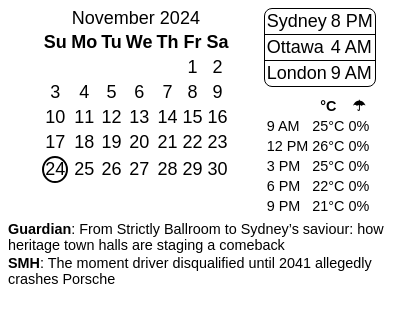 November 2024
Su Mo Tu We Th Fr Sa
1 2
3 4 5 6 7 8 9
10 11 12 13 14 15 16
17 18 19 20 21 22 23
24 25 26 27 28 29 30
Sydney 8 PM
Ottawa 4 AM
London 9 AM
°C ☂
9 AM 25°C 0%
12 PM 26°C 0%
3 PM 25°C 0%
6 PM 22°C 0%
9 PM 21°C 0%
Guardian: From Strictly Ballroom to Sydney’s saviour: how
heritage town halls are staging a comeback
SMH: The moment driver disqualified until 2041 allegedly
crashes Porsche